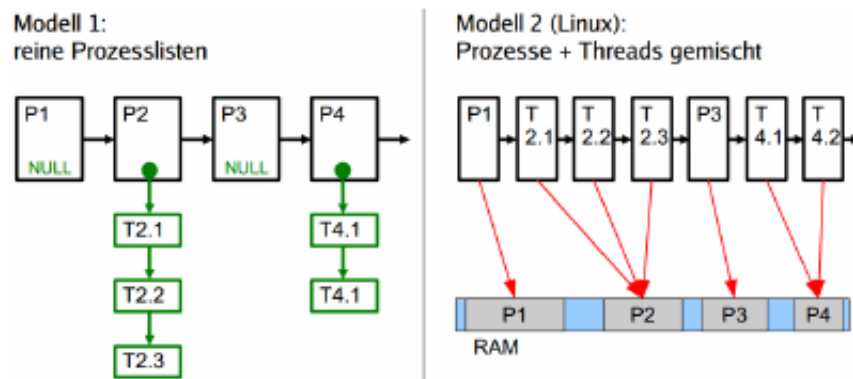 Modell 1:
reine Prozesslisten
P1
NULL
P2
P3
NULL
P4
T2.1
T2.2
T2.3
T4.1
T4.1
Modell 2 (Linux):
Prozesse + Threads gemischt
P1
T
2.1
T
2.2
T
2.3
P3
T
4.1
T
4.2
P1
P2
P3
P4
RAM